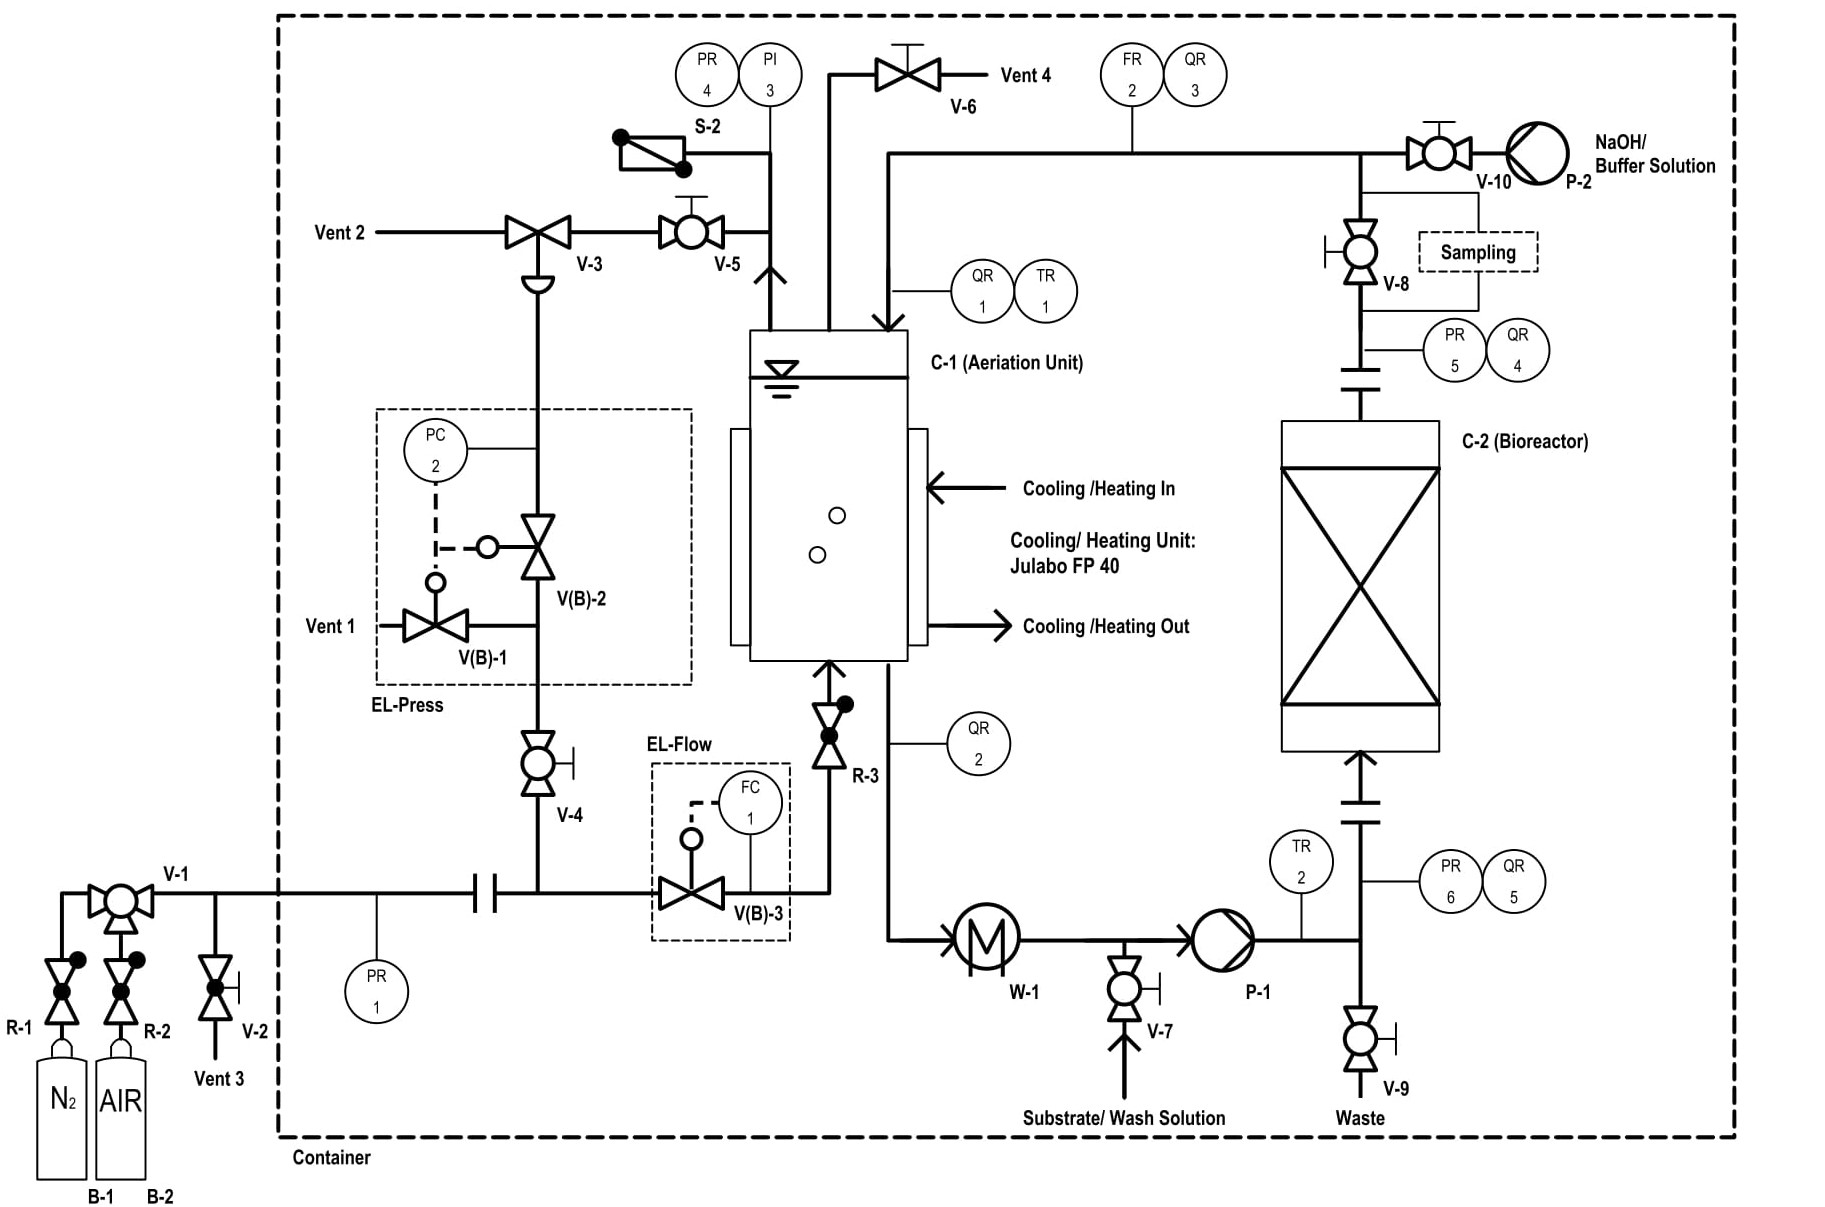 PR
4
PI
3
Vent 4
V-6
FR
2
QR
3
S-2
NaOH/
Buffer Solution
V-10
P-2
Vent 2
V-3
V-5
Sampling
V-8
QR
1
TR
1
PR
5
QR
4
C-1 (Aeriation Unit)
C-2 (Bioreactor)
PC
2
Cooling /Heating In
Cooling/ Heating Unit:
Julabo FP 40
V(B)-2
Vent 1
V(B)-1
Cooling /Heating Out
EL-Press
EL-Flow
QR
2
R-3
FC
1
V-4
V-1
V(B)-3
TR
2
PR
6
QR
5
PR
1
W-1
P-1
R-1
R-2
V-2
V-7
Vent 3
N2
AIR
V-9
Substrate/ Wash Solution
Waste
Container
B-1
B-2